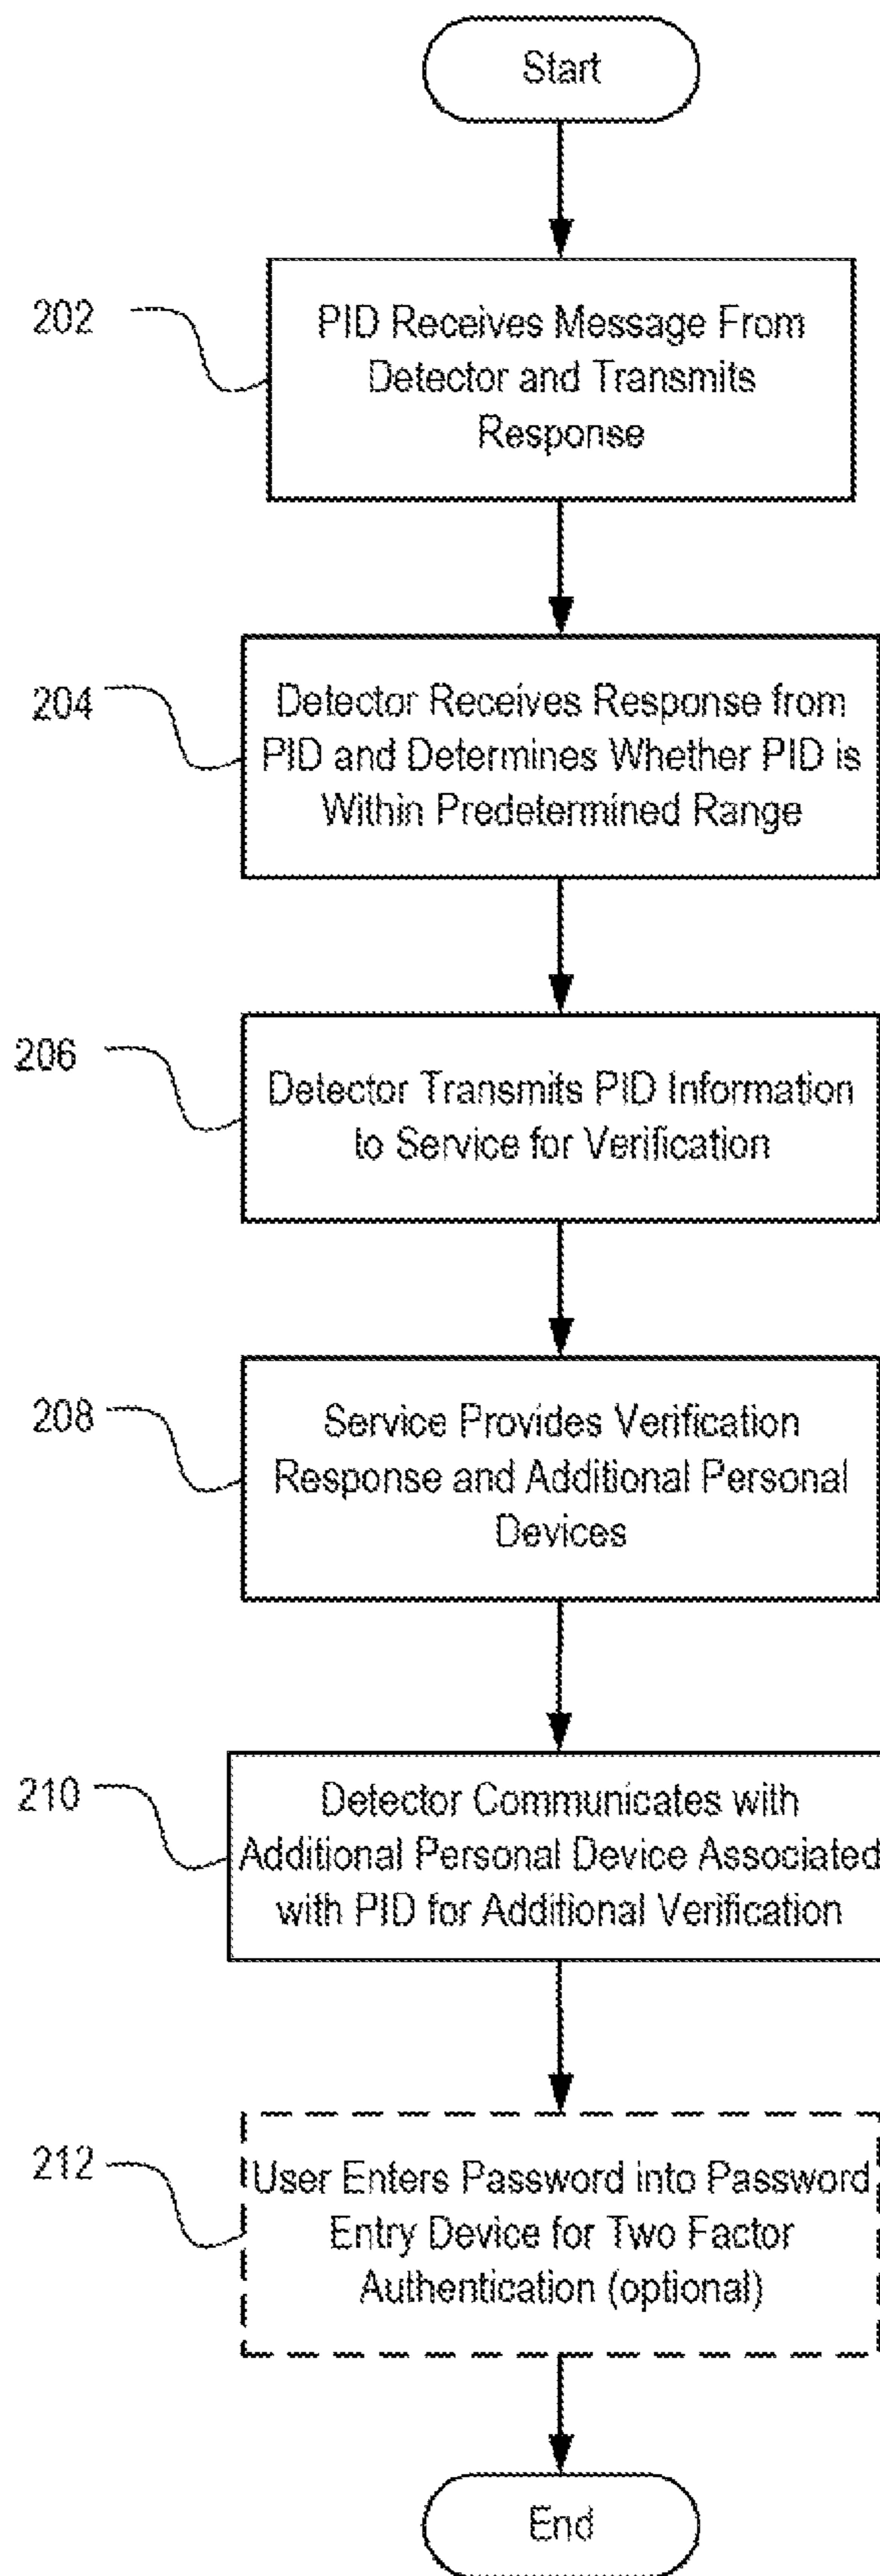 Start
202
PID Receives Message From
Detector and Transmits
Response
204
Detector Receives Response from
PID and Determines Whether PID is
Within Predetermined Range
206
Detector Transmits PID Information
to Service for Verification
208
Service Provides Verification
Response and Additional Personal
Devices
210
Detector Communicates with
Additional Personal Device Associated
with PID for Additional Verification
212
User Enters Password into Password
Entry Device for Two Factor
Authentication (optional)
End